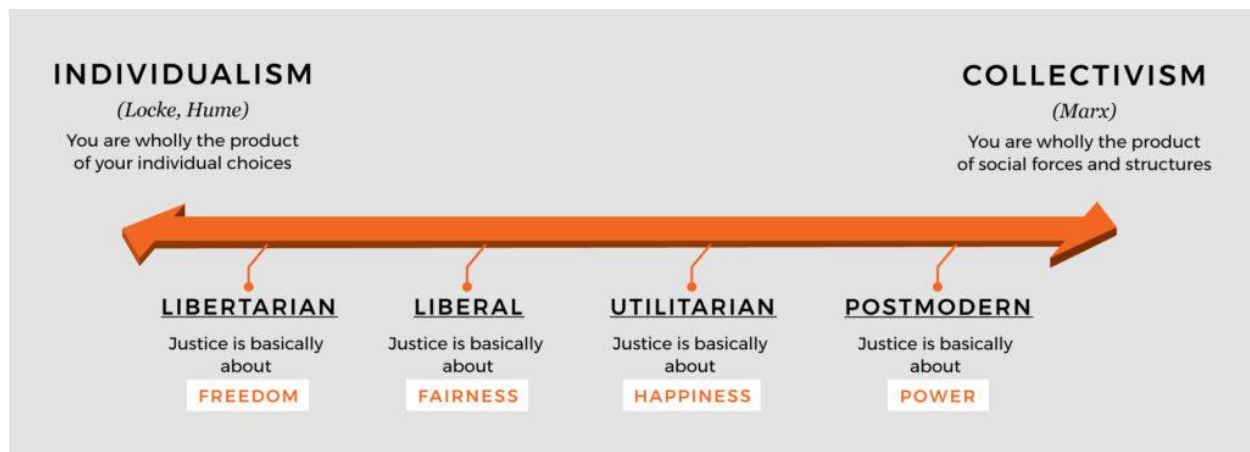 INDIVIDUALISM
(Locke, Hume)
You are wholly the product
of your individual choices
COLLECTIVISM
(Marx)
You are wholly the product
of social forces and structures
LIBERTARIAN
Justice is basically
about
FREEDOM
LIBERAL
Justice is basically
about
FAIRNESS
UTILITARIAN
Justice is basically
about
HAPPINESS
POSTMODERN
Justice is basically
about
POWER